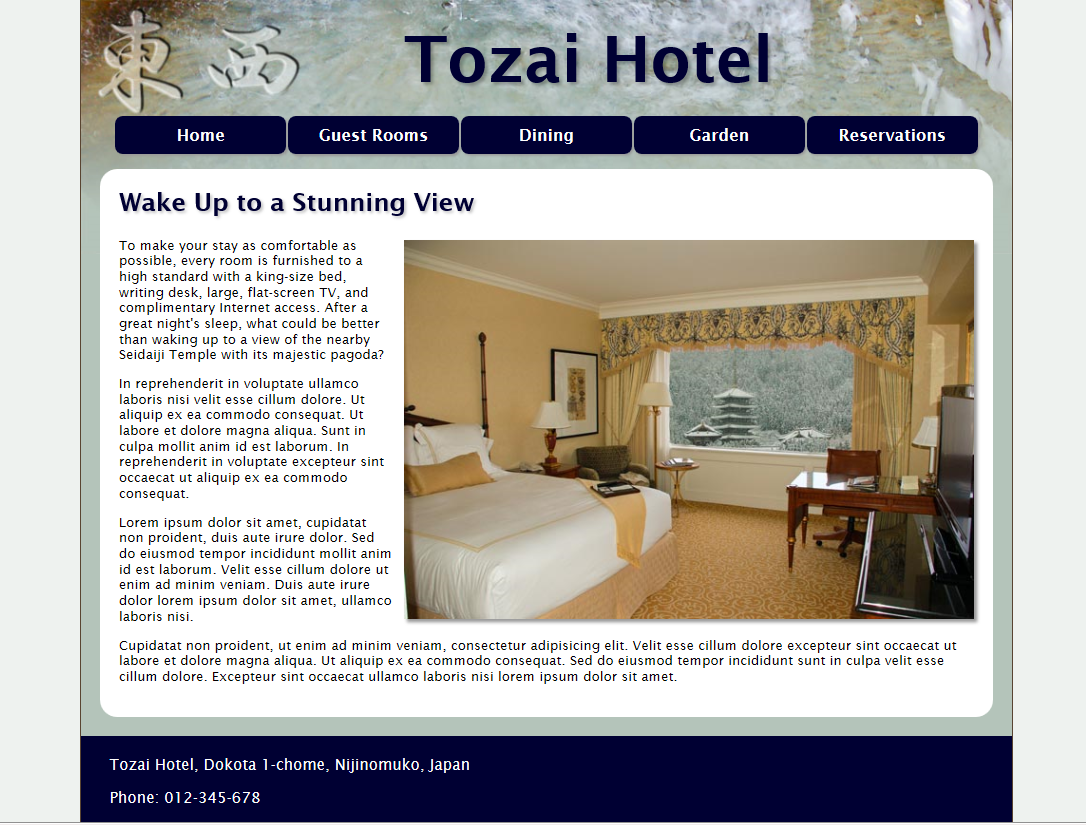 東西
Tozai Hotel
Home
Guest Rooms
Dining
Garden
Reservations
Wake Up to a Stunning View
To make your stay as comfortable as
possible, every room is furnished to a
high standard with a king-size bed,
writing desk, large, flat-screen TV, and
complimentary Internet access. After a
great night's sleep, what could be better
than waking up to a view of the nearby
Seidaiji Temple with its majestic pagoda?
In reprehenderit in voluptate ullamco
laboris nisi velit esse cillum dolore. Ut
aliquip ex ea commodo consequat. Ut
labore et dolore magna aliqua. Sunt in
culpa mollit anim id est laborum. In
reprehenderit in voluptate excepteur sint
occaecat ut aliquip ex ea commodo
consequat.
Lorem ipsum dolor sit amet, cupidatat
non proident, duis aute irure dolor. Sed
do eiusmod tempor incididunt mollit anim
id est laborum. Velit esse cillum dolore ut
enim ad minim veniam. Duis aute irure
dolor lorem ipsum dolor sit amet, ullamco
laboris nisi.
Cupidatat non proident, ut enim ad minim veniam, consectetur adipisicing elit. Velit esse cillum dolore excepteur sint occaecat ut
labore et dolore magna aliqua. Ut aliquip ex ea commodo consequat. Sed do eiusmod tempor incididunt sunt in culpa velit esse
cillum dolore. Excepteur sint occaecat ullamco laboris nisi lorem ipsum dolor sit amet.
Tozai Hotel, Dokota 1-chome, Nijinomuko, Japan
Phone: 012-345-678